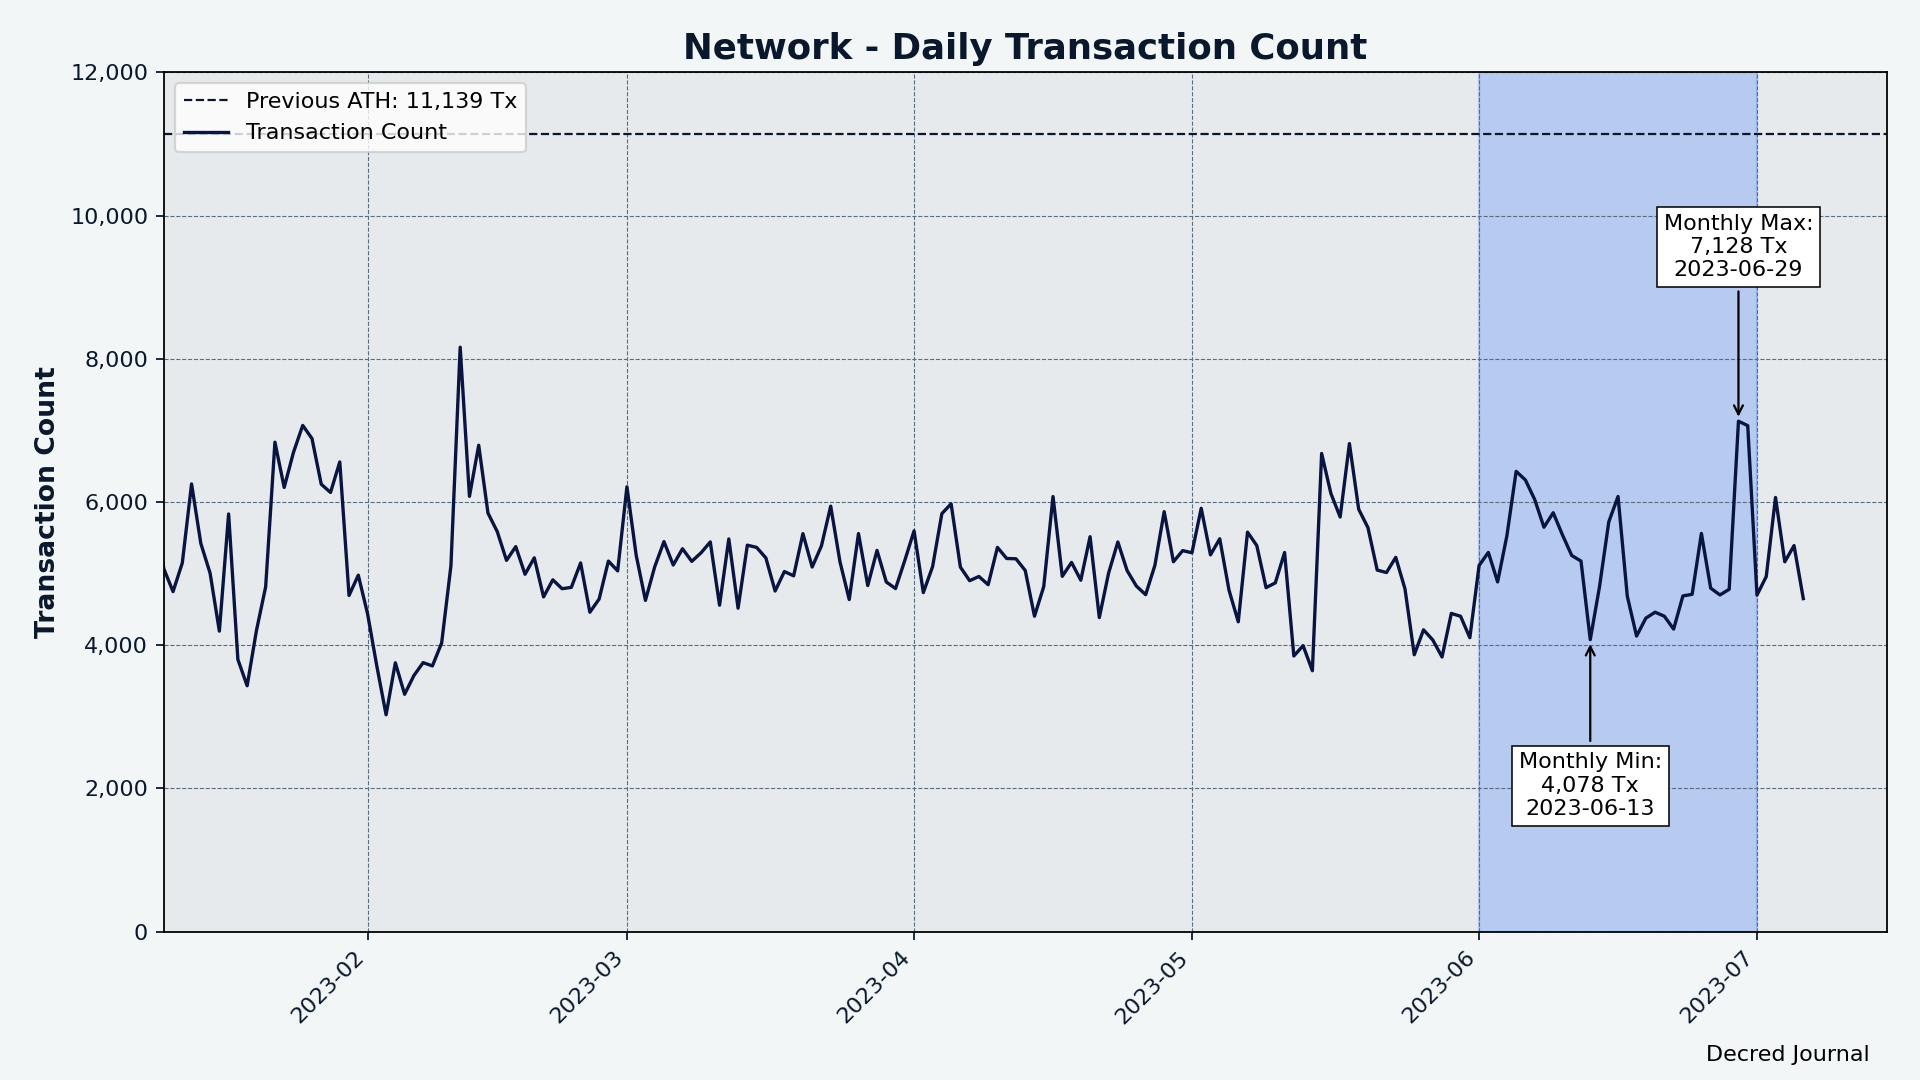 Network - Daily Transaction Count
Transaction Count
12,000
10,000
8,000
6,000
4,000
2,000
0
Previous ATH: 11,139 Tx
Transaction Count
Monthly Max:
7,128 Tx
2023-06-29
Monthly Min:
4,078 Tx
2023-06-13
2023-02
2023-03
2023-04
2023-05
2023-06
2023-07
Decred Journal